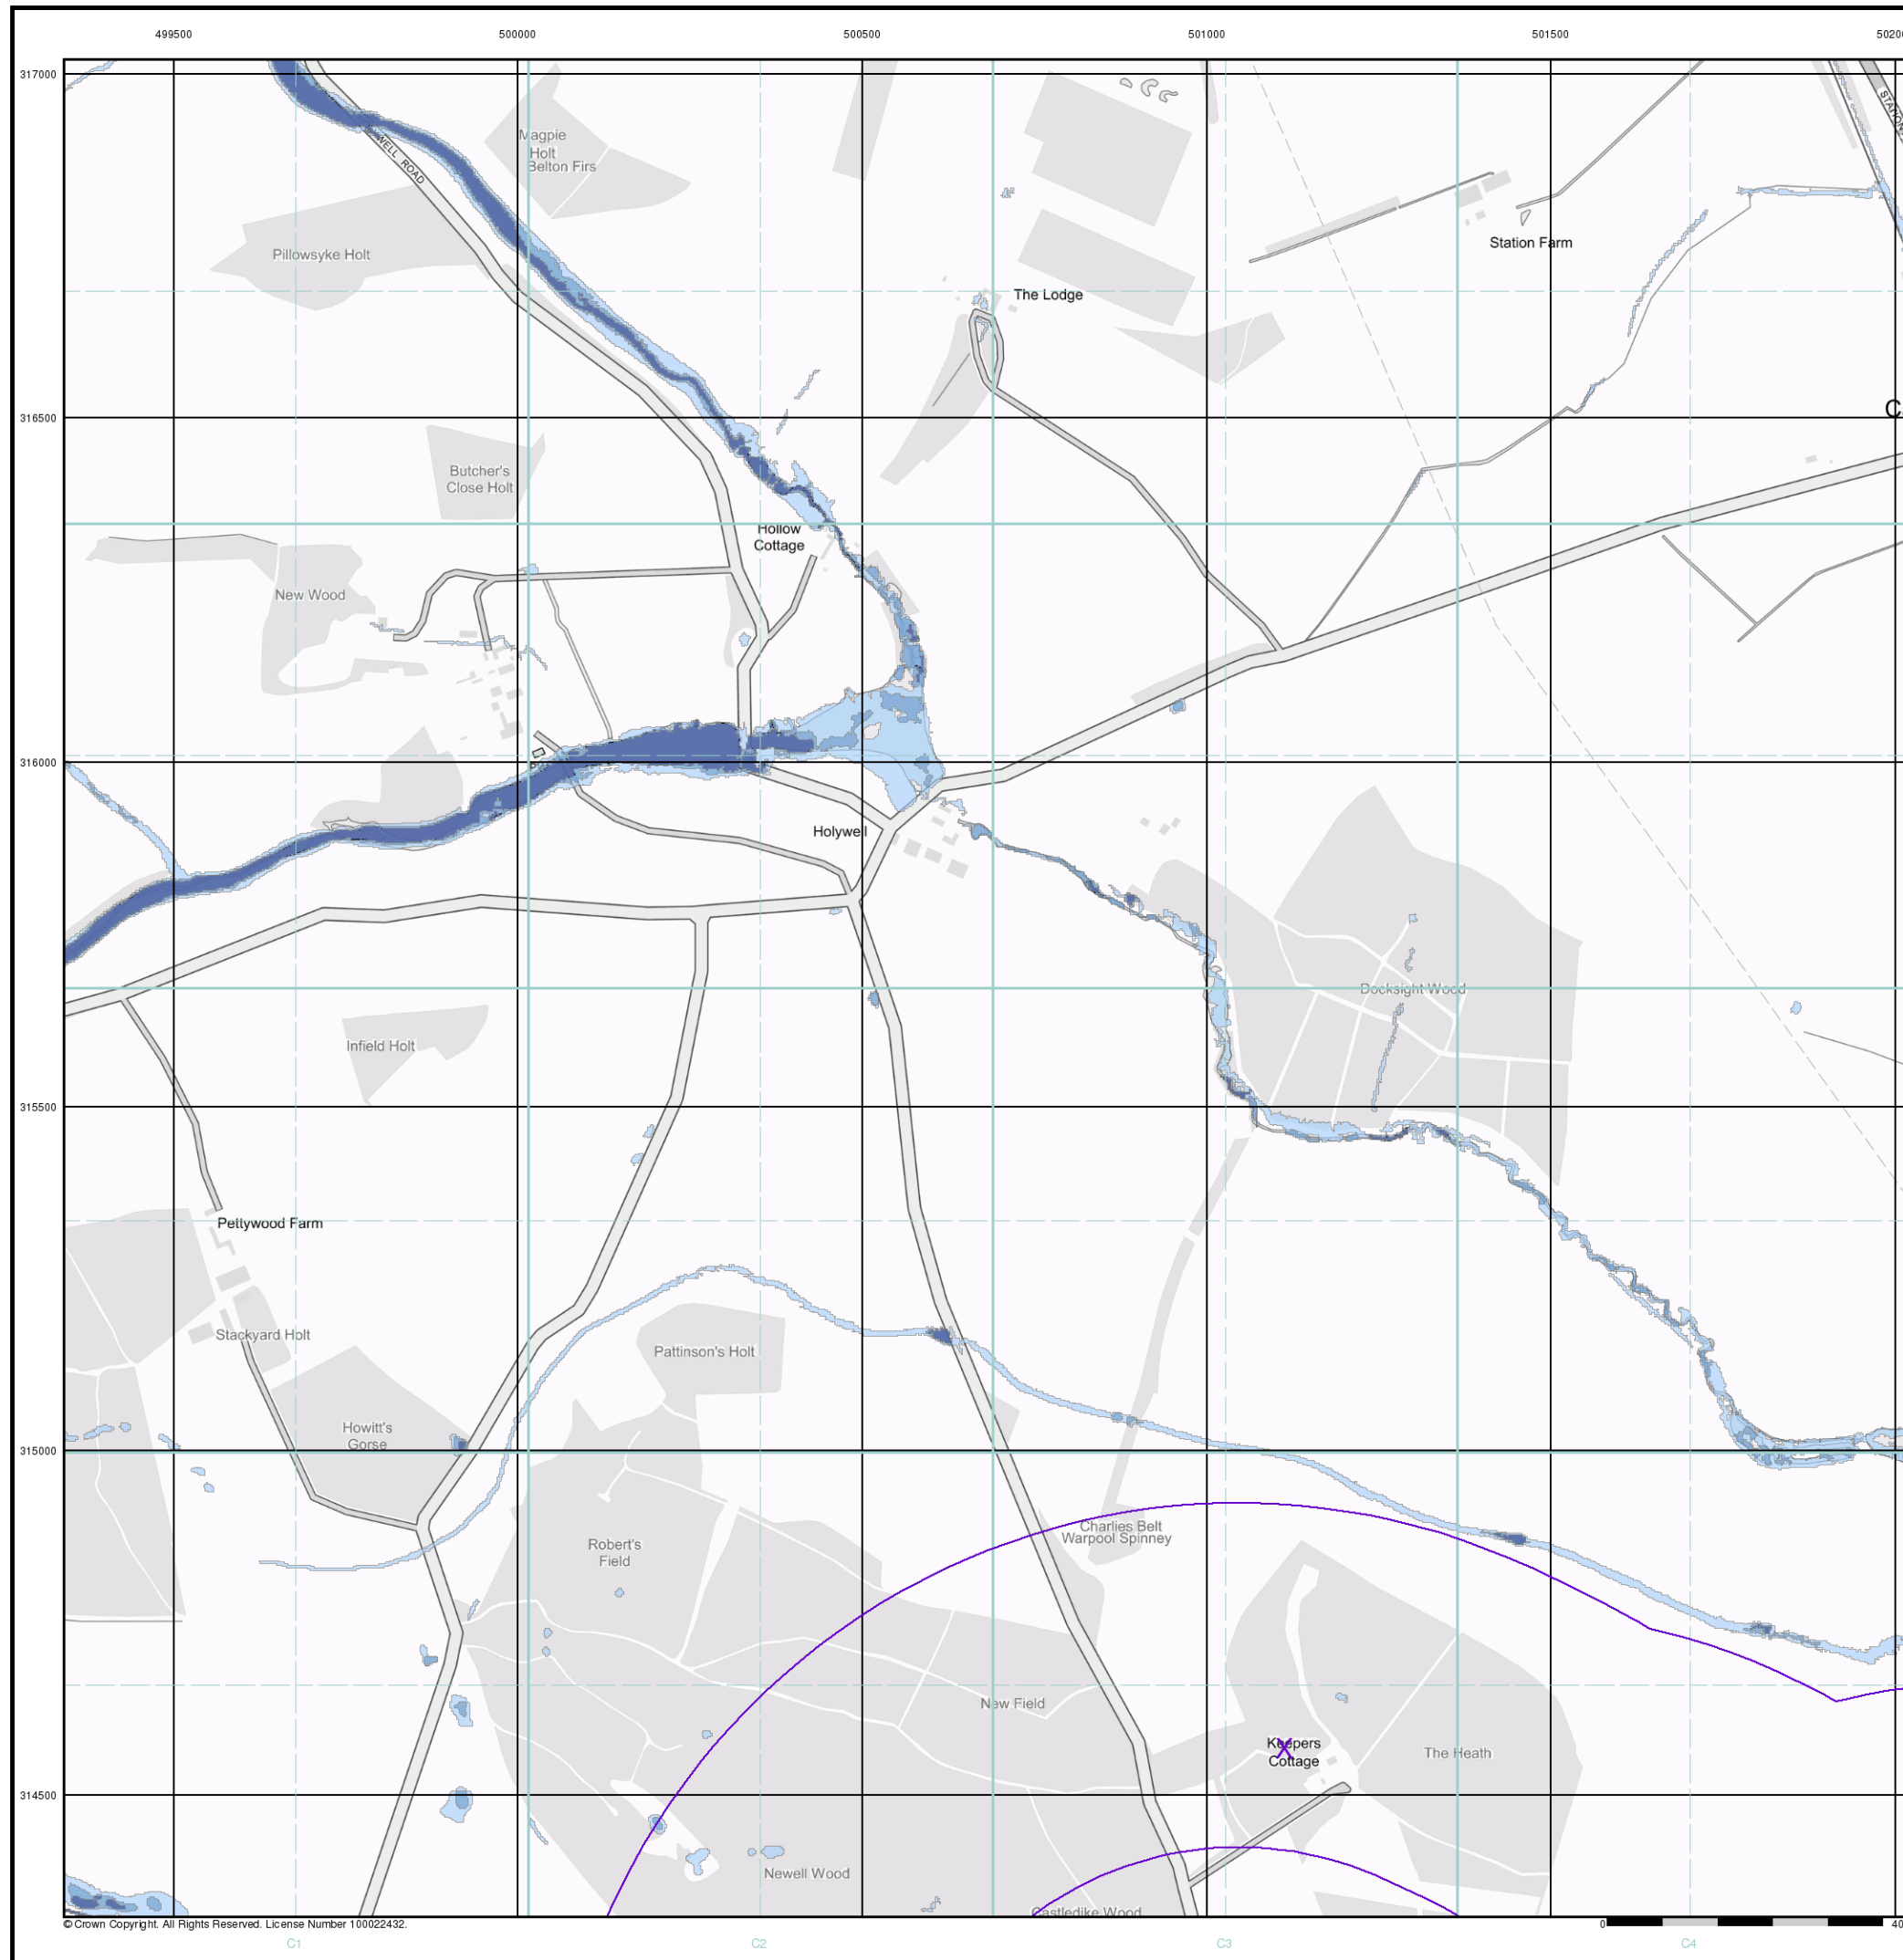 499500 500000 500500 501000 501500
317000
Magpie
Holt
Belton Firs
WELL ROAD
Pillowsyke Holt
Station Farm
The Lodge
316500
Butcher's
Close Holt
Hollow
Cottage
New Wood
316000
Holywell
Docksight Wood
Infield Holt
315500
Pettywood Farm
Stackyard Holt
Pattinson's Holt
Howitt's
Gorse
315000
Charlies Belt
Warpool Spinney
Robert's
Field
New Field
Keepers
Cottage
The Heath
314500
Newell Wood
Castledike Wood
© Crown Copyright. All Rights Reserved. License Number 100022432.
0
C1 C2 C3 C4